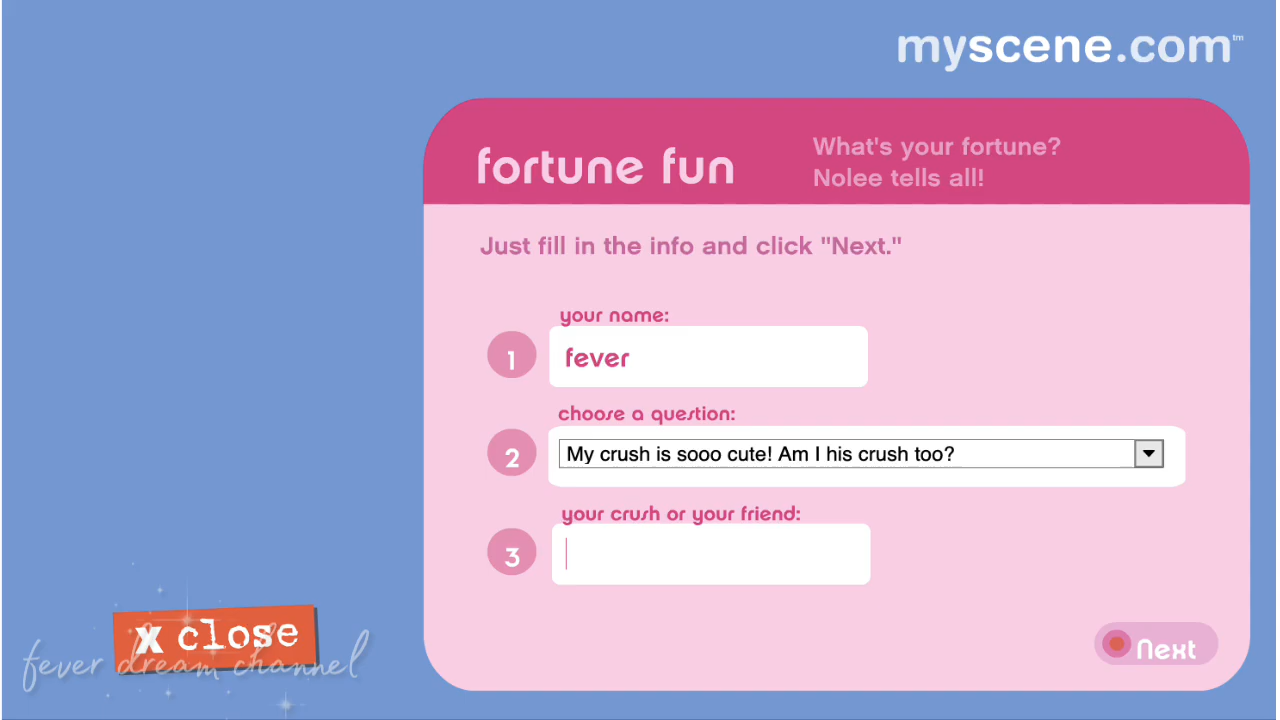 myscene.com™
fortune fun
What's your fortune?
Nolee tells all!
Just fill in the info and click "Next."
your name:
1
fever
choose a question:
2
My crush is sooo cute! Am I his crush too?
your crush or your friend:
3
x close
fever dream channel
Next